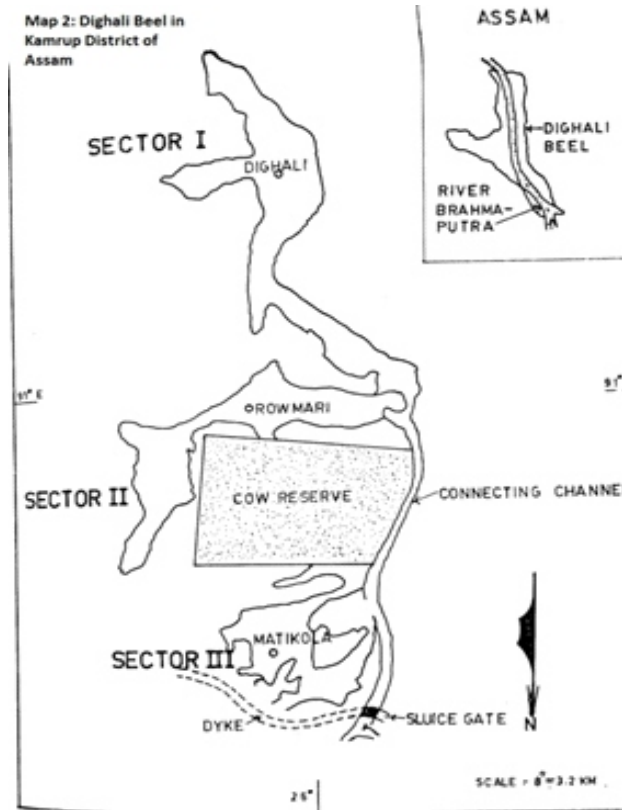 Map 2: Dighali Beel in
Kamrup District of
Assam
ASSAM
DIGHALI
BEEL
RIVER
BRAHMA-
PUTRA
SECTOR I
DIGHALI
91° E
91°
ROWMARI
SECTOR II
COW RESERVE
CONNECTING CHANNE
MATIKOLA
SECTOR III
DYKE
SLUICE GATE
N
26°
SCALE : 8"=3.2 KM